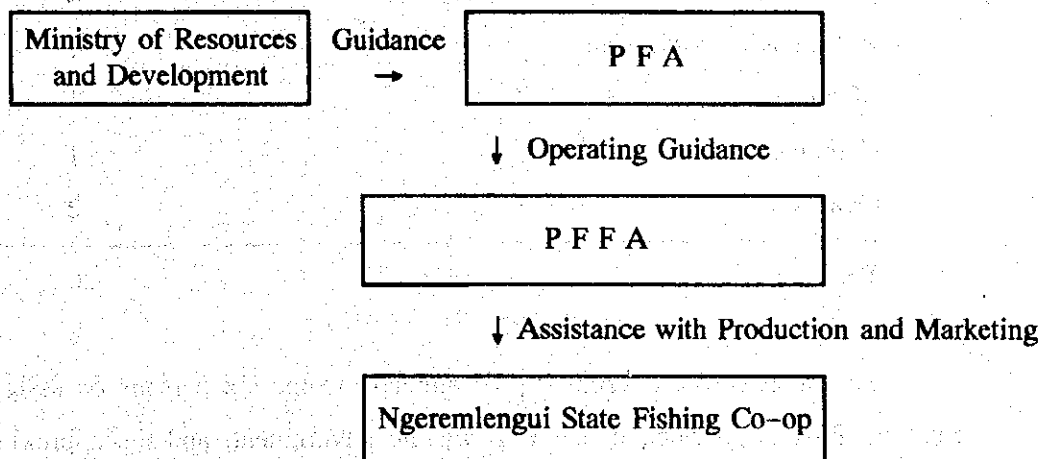 Ministry of Resources
and Development
Guidance
→
P F A
↓ Operating Guidance
P F F A
↓ Assistance with Production and Marketing
Ngeremlengui State Fishing Co-op